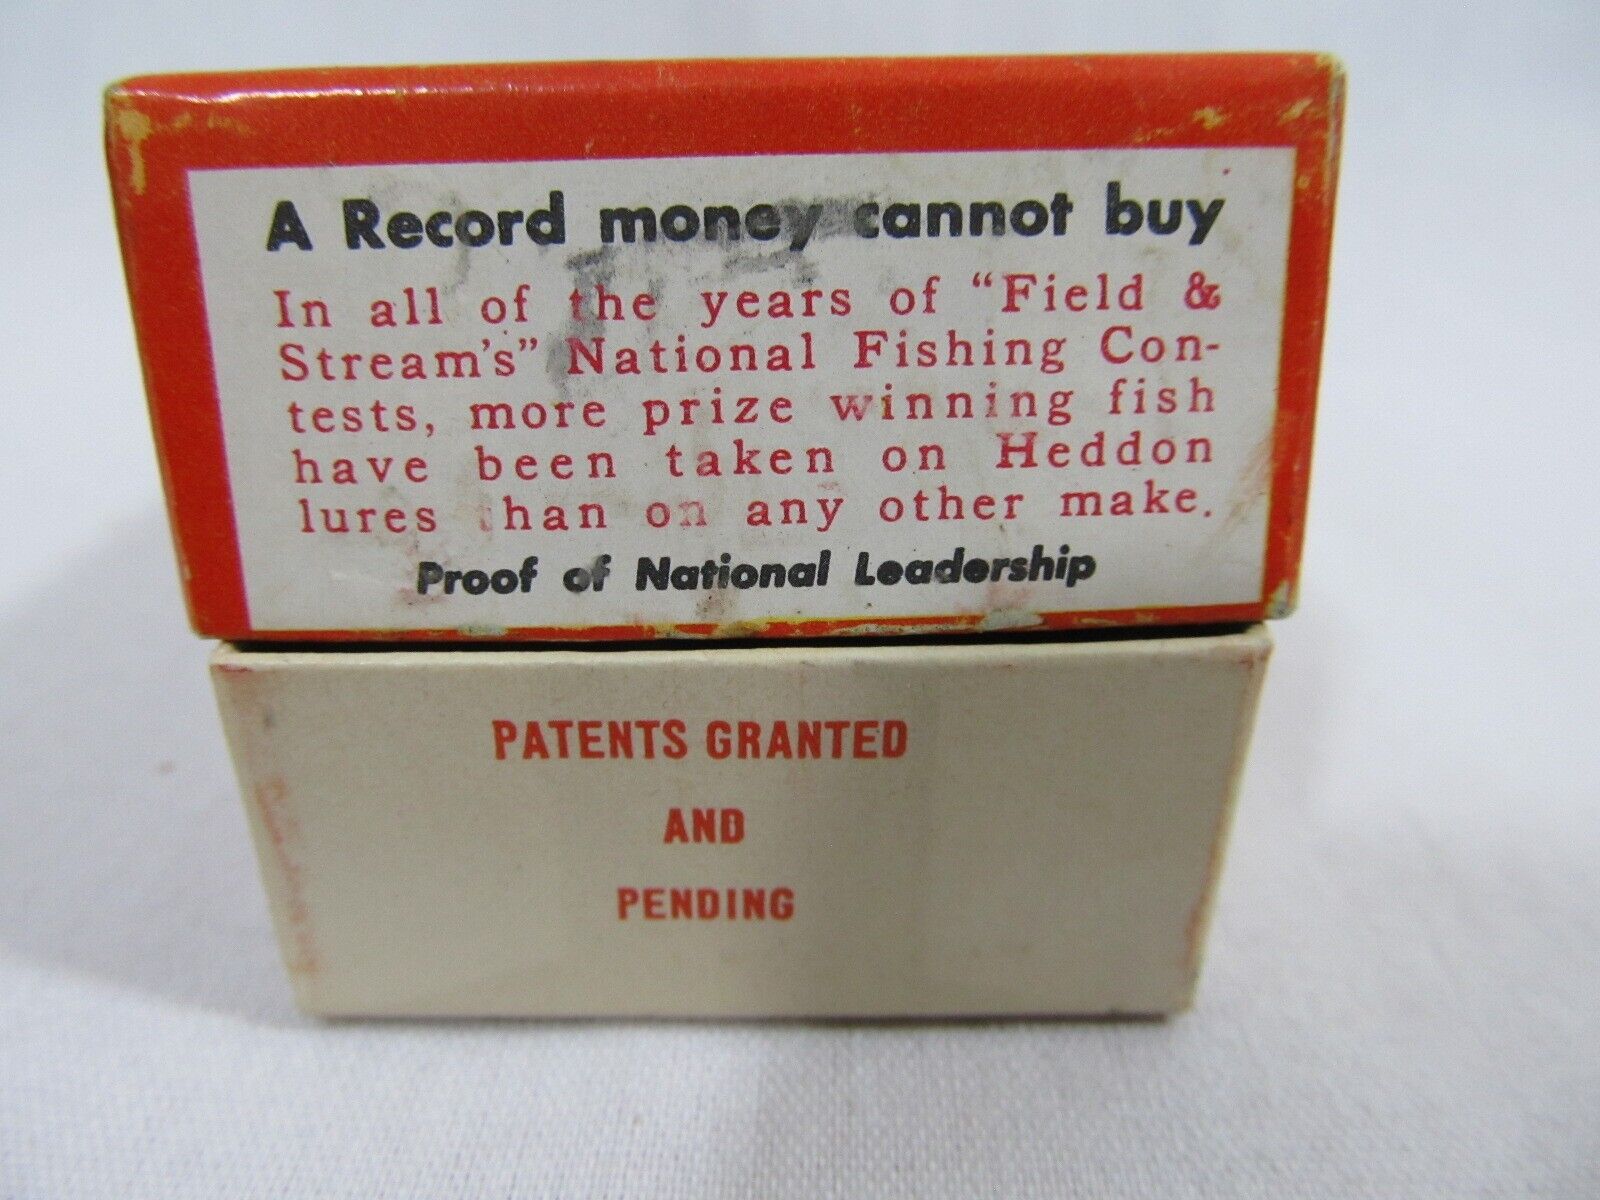 A Record money cannot buy
In all of the years of “Field &
Stream's” National Fishing Con-
tests, more prize winning fish
have been taken on Heddon
lures than on any other make.
Proof of National Leadership
PATENTS GRANTED
AND
PENDING